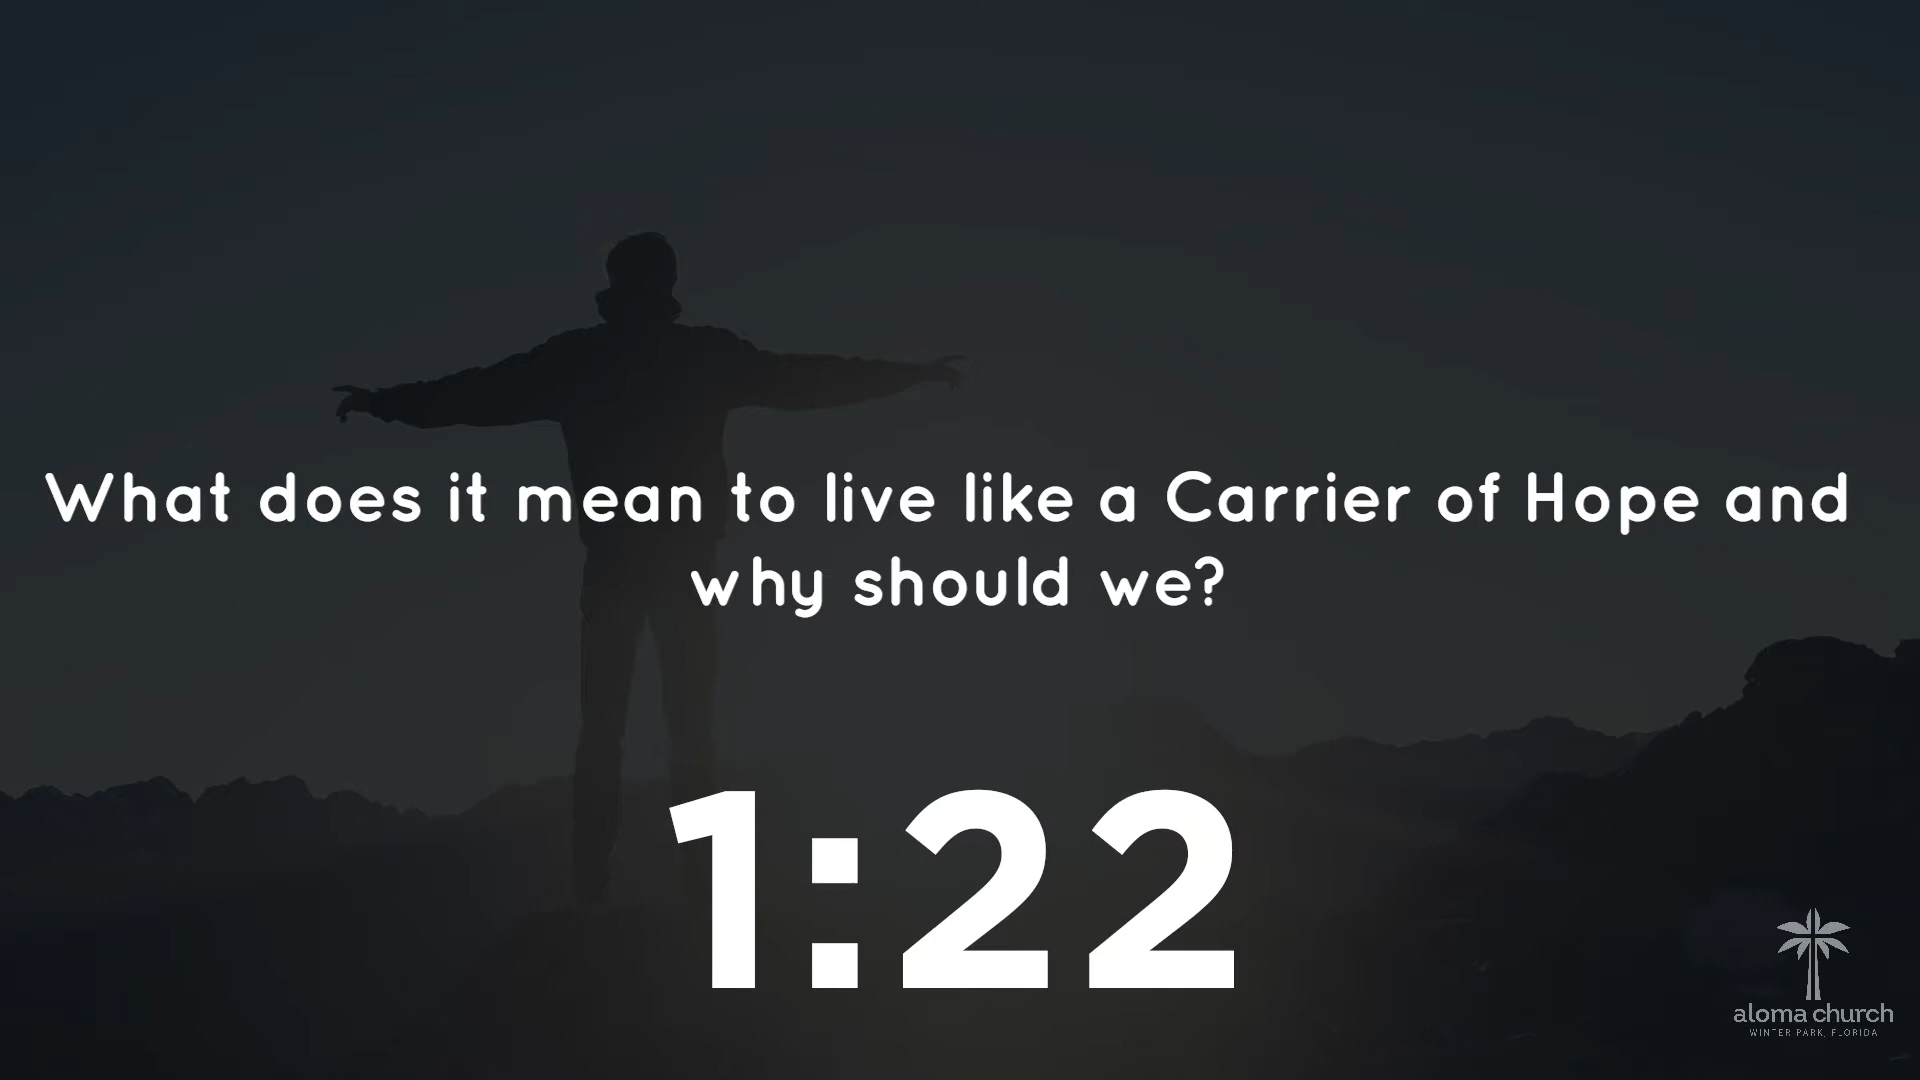 What does it mean to live like a Carrier of Hope and
why should we?
1:22
aloma church
WINTER PARK, FLORIDA